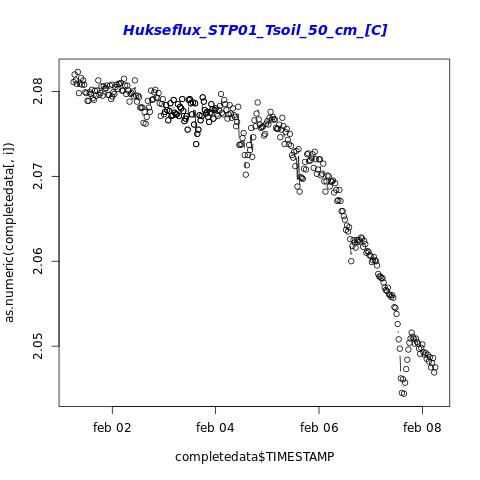 Hukseflux_STP01_Tsoil_50_cm_[C]
as.numeric(completedata[, i])
2.08
2.07
2.06
2.05
feb 02 feb 04 feb 06 feb 08
completedata$TIMESTAMP